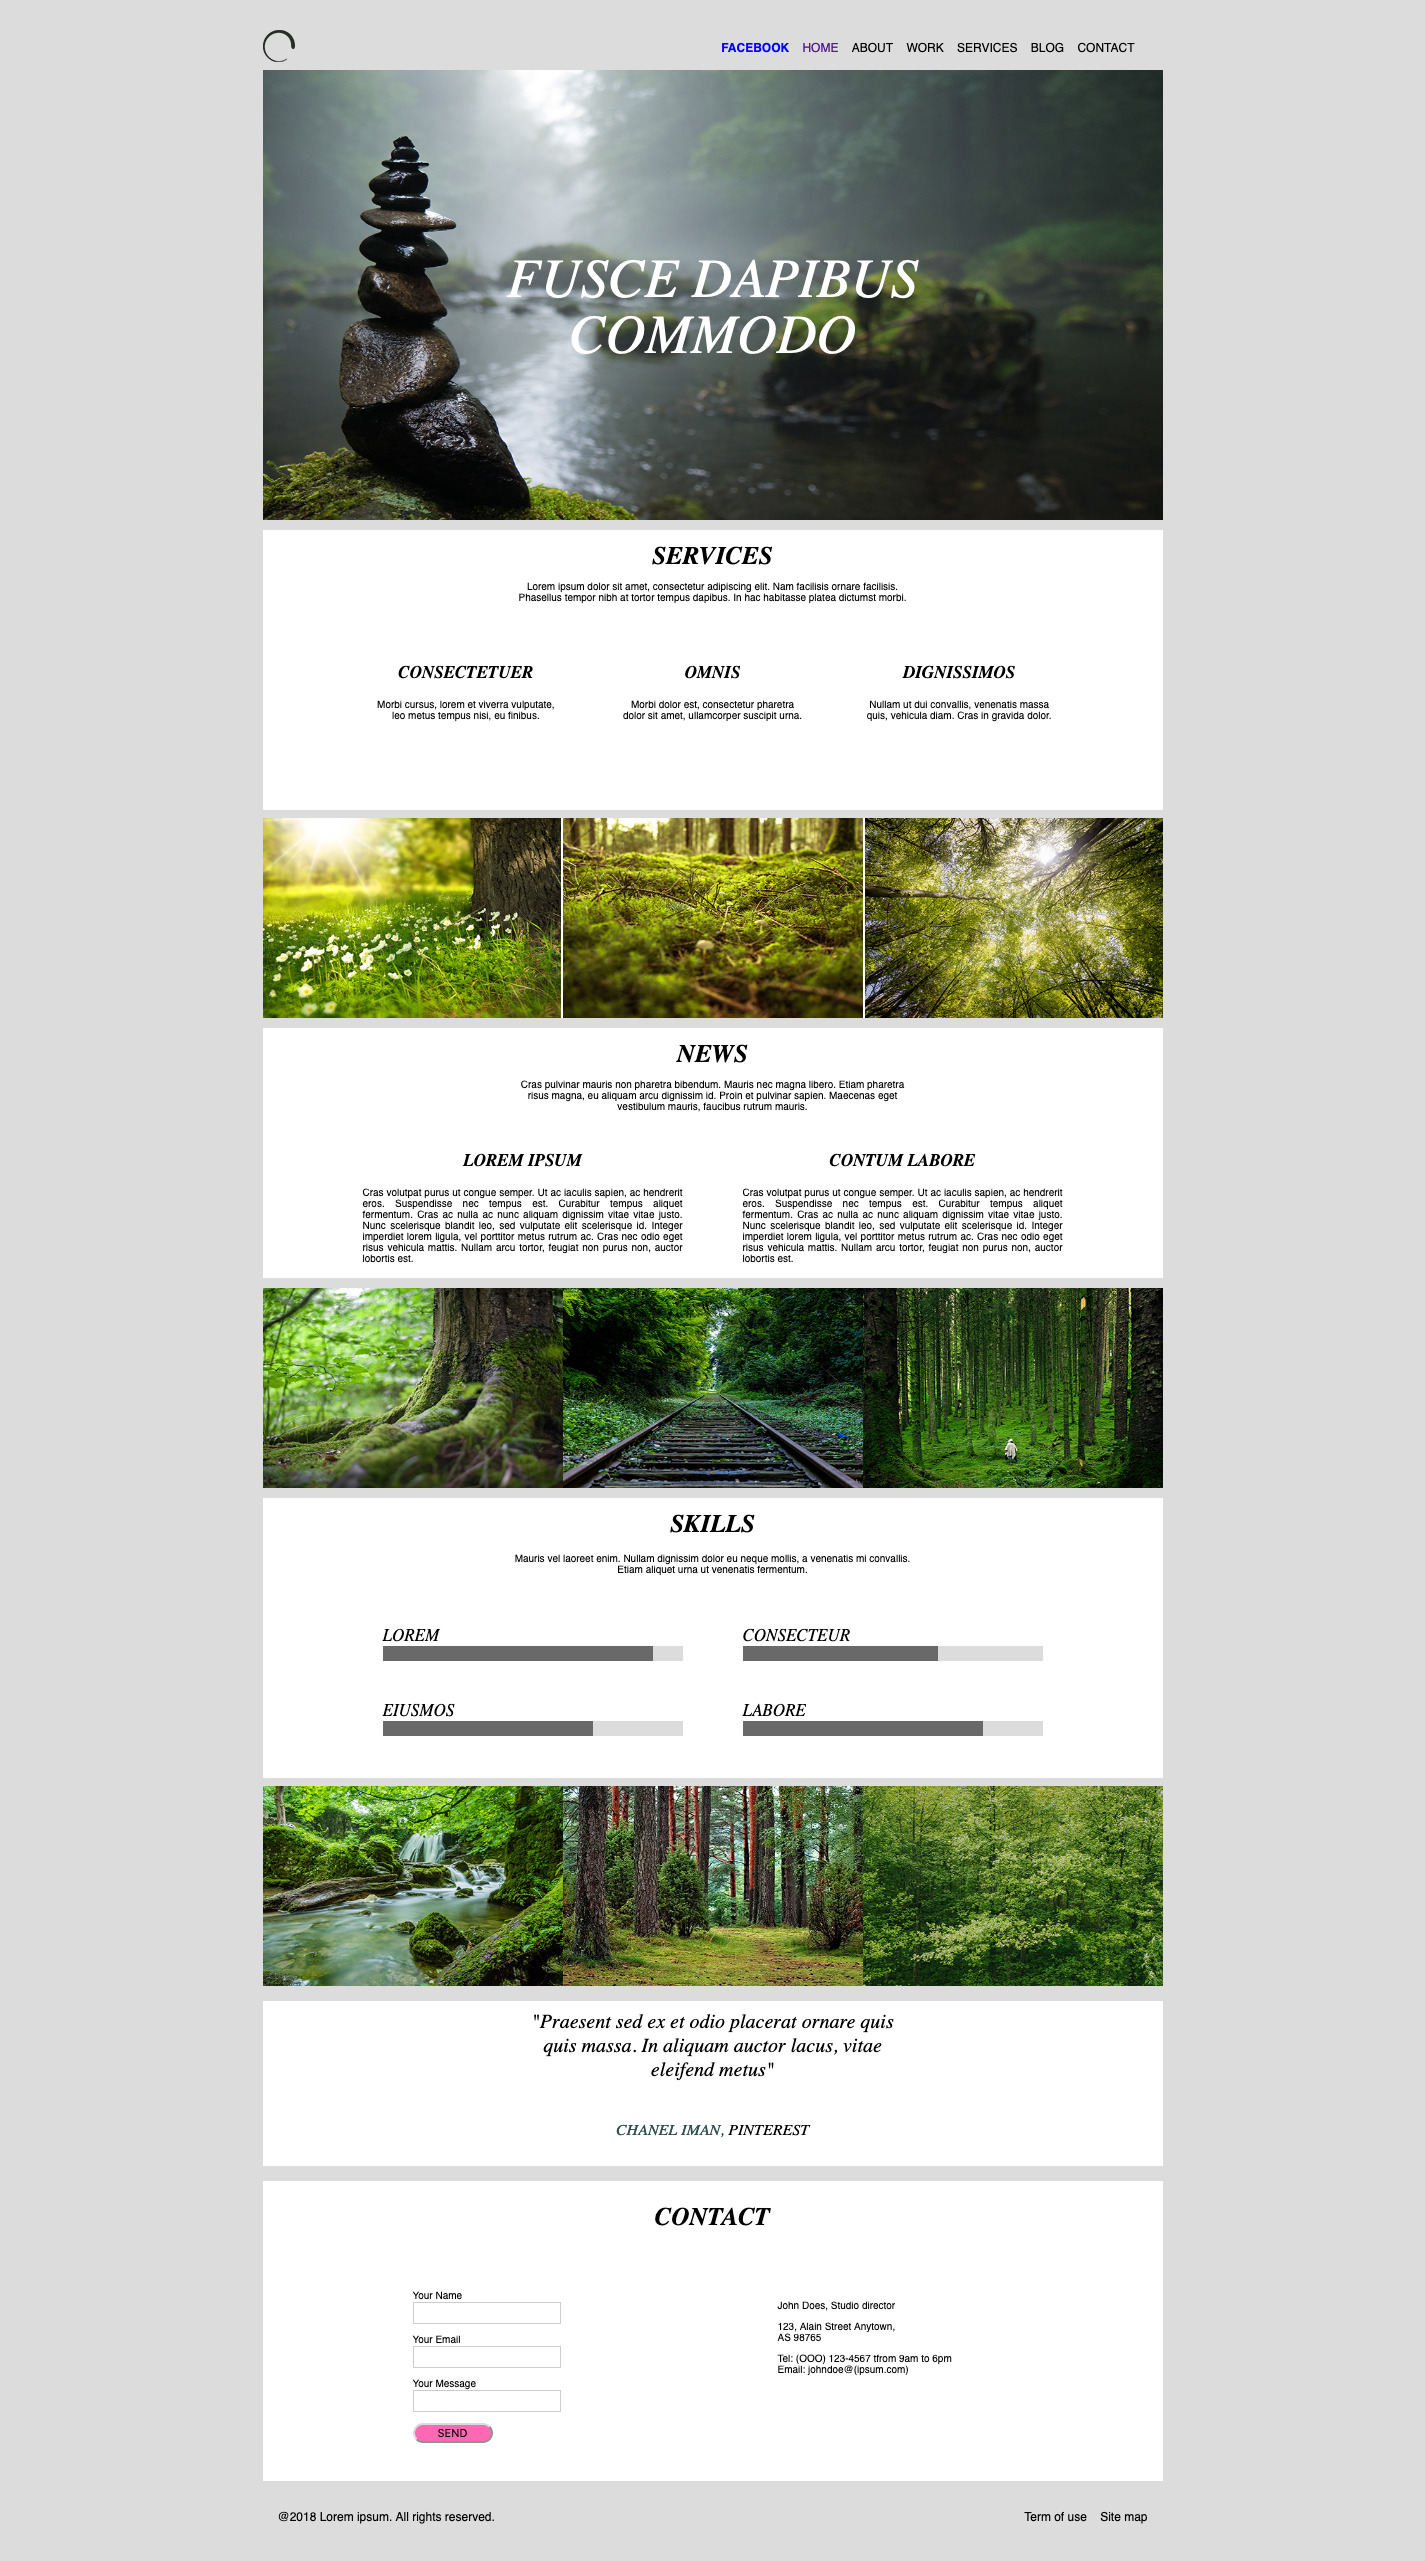 FACEBOOK HOME ABOUT WORK SERVICES BLOG CONTACT
FUSCE DAPIBUS
COMMODO
SERVICES
Lorem ipsum dolor sit amet, consectetur adipiscing elit. Nam facilisis ornare facilisis.
Phasellus tempor nibh at tortor tempus dapibus. In hac habitasse platea dictumst morbi.
CONSECTETUER
Morbi cursus, lorem et viverra vulputate,
leo metus tempus nisi, eu finibus.
OMNIS
Morbi dolor est, consectetur pharetra
dolor sit amet, ullamcorper suscipit urna.
DIGNISSIMOS
Nullam ut dui convallis, venenatis massa
quis, vehicula diam. Cras in gravida dolor.
NEWS
Cras pulvinar mauris non pharetra bibendum. Mauris nec magna libero. Etiam pharetra
risus magna, eu aliquam arcu dignissim id. Proin et pulvinar sapien. Maecenas eget
vestibulum mauris, faucibus rutrum mauris.
LOREM IPSUM
Cras volutpat purus ut congue semper. Ut ac iaculis sapien, ac hendrerit
eros. Suspendisse nec tempus est. Curabitur tempus aliquet
fermentum. Cras ac nulla ac nunc aliquam dignissim vitae vitae justo.
Nunc scelerisque blandit leo, sed vulputate elit scelerisque id. Integer
imperdiet lorem ligula, vel porttitor metus rutrum ac. Cras nec odio eget
risus vehicula mattis. Nullam arcu tortor, feugiat non purus non, auctor
lobortis est.
CONTUM LABORE
Cras volutpat purus ut congue semper. Ut ac iaculis sapien, ac hendrerit
eros. Suspendisse nec tempus est. Curabitur tempus aliquet
fermentum. Cras ac nulla ac nunc aliquam dignissim vitae vitae justo.
Nunc scelerisque blandit leo, sed vulputate elit scelerisque id. Integer
imperdiet lorem ligula, vel porttitor metus rutrum ac. Cras nec odio eget
risus vehicula mattis. Nullam arcu tortor, feugiat non purus non, auctor
lobortis est.
SKILLS
Mauris vel laoreet enim. Nullam dignissim dolor eu neque mollis, a venenatis mi convallis.
Etiam aliquet urna ut venenatis fermentum.
LOREM
CONSECTEUR
EIUSMOS
LABORE
"Praesent sed ex et odio placerat ornare quis
quis massa. In aliquam auctor lacus, vitae
eleifend metus"
CHANEL IMAN, PINTEREST
CONTACT
Your Name
Your Email
Your Message
SEND
John Does, Studio director
123, Alain Street Anytown,
AS 98765
Tel: (OOO) 123-4567 tfrom 9am to 6pm
Email: johndoe@(ipsum.com)
@2018 Lorem ipsum. All rights reserved.
Term of use Site map